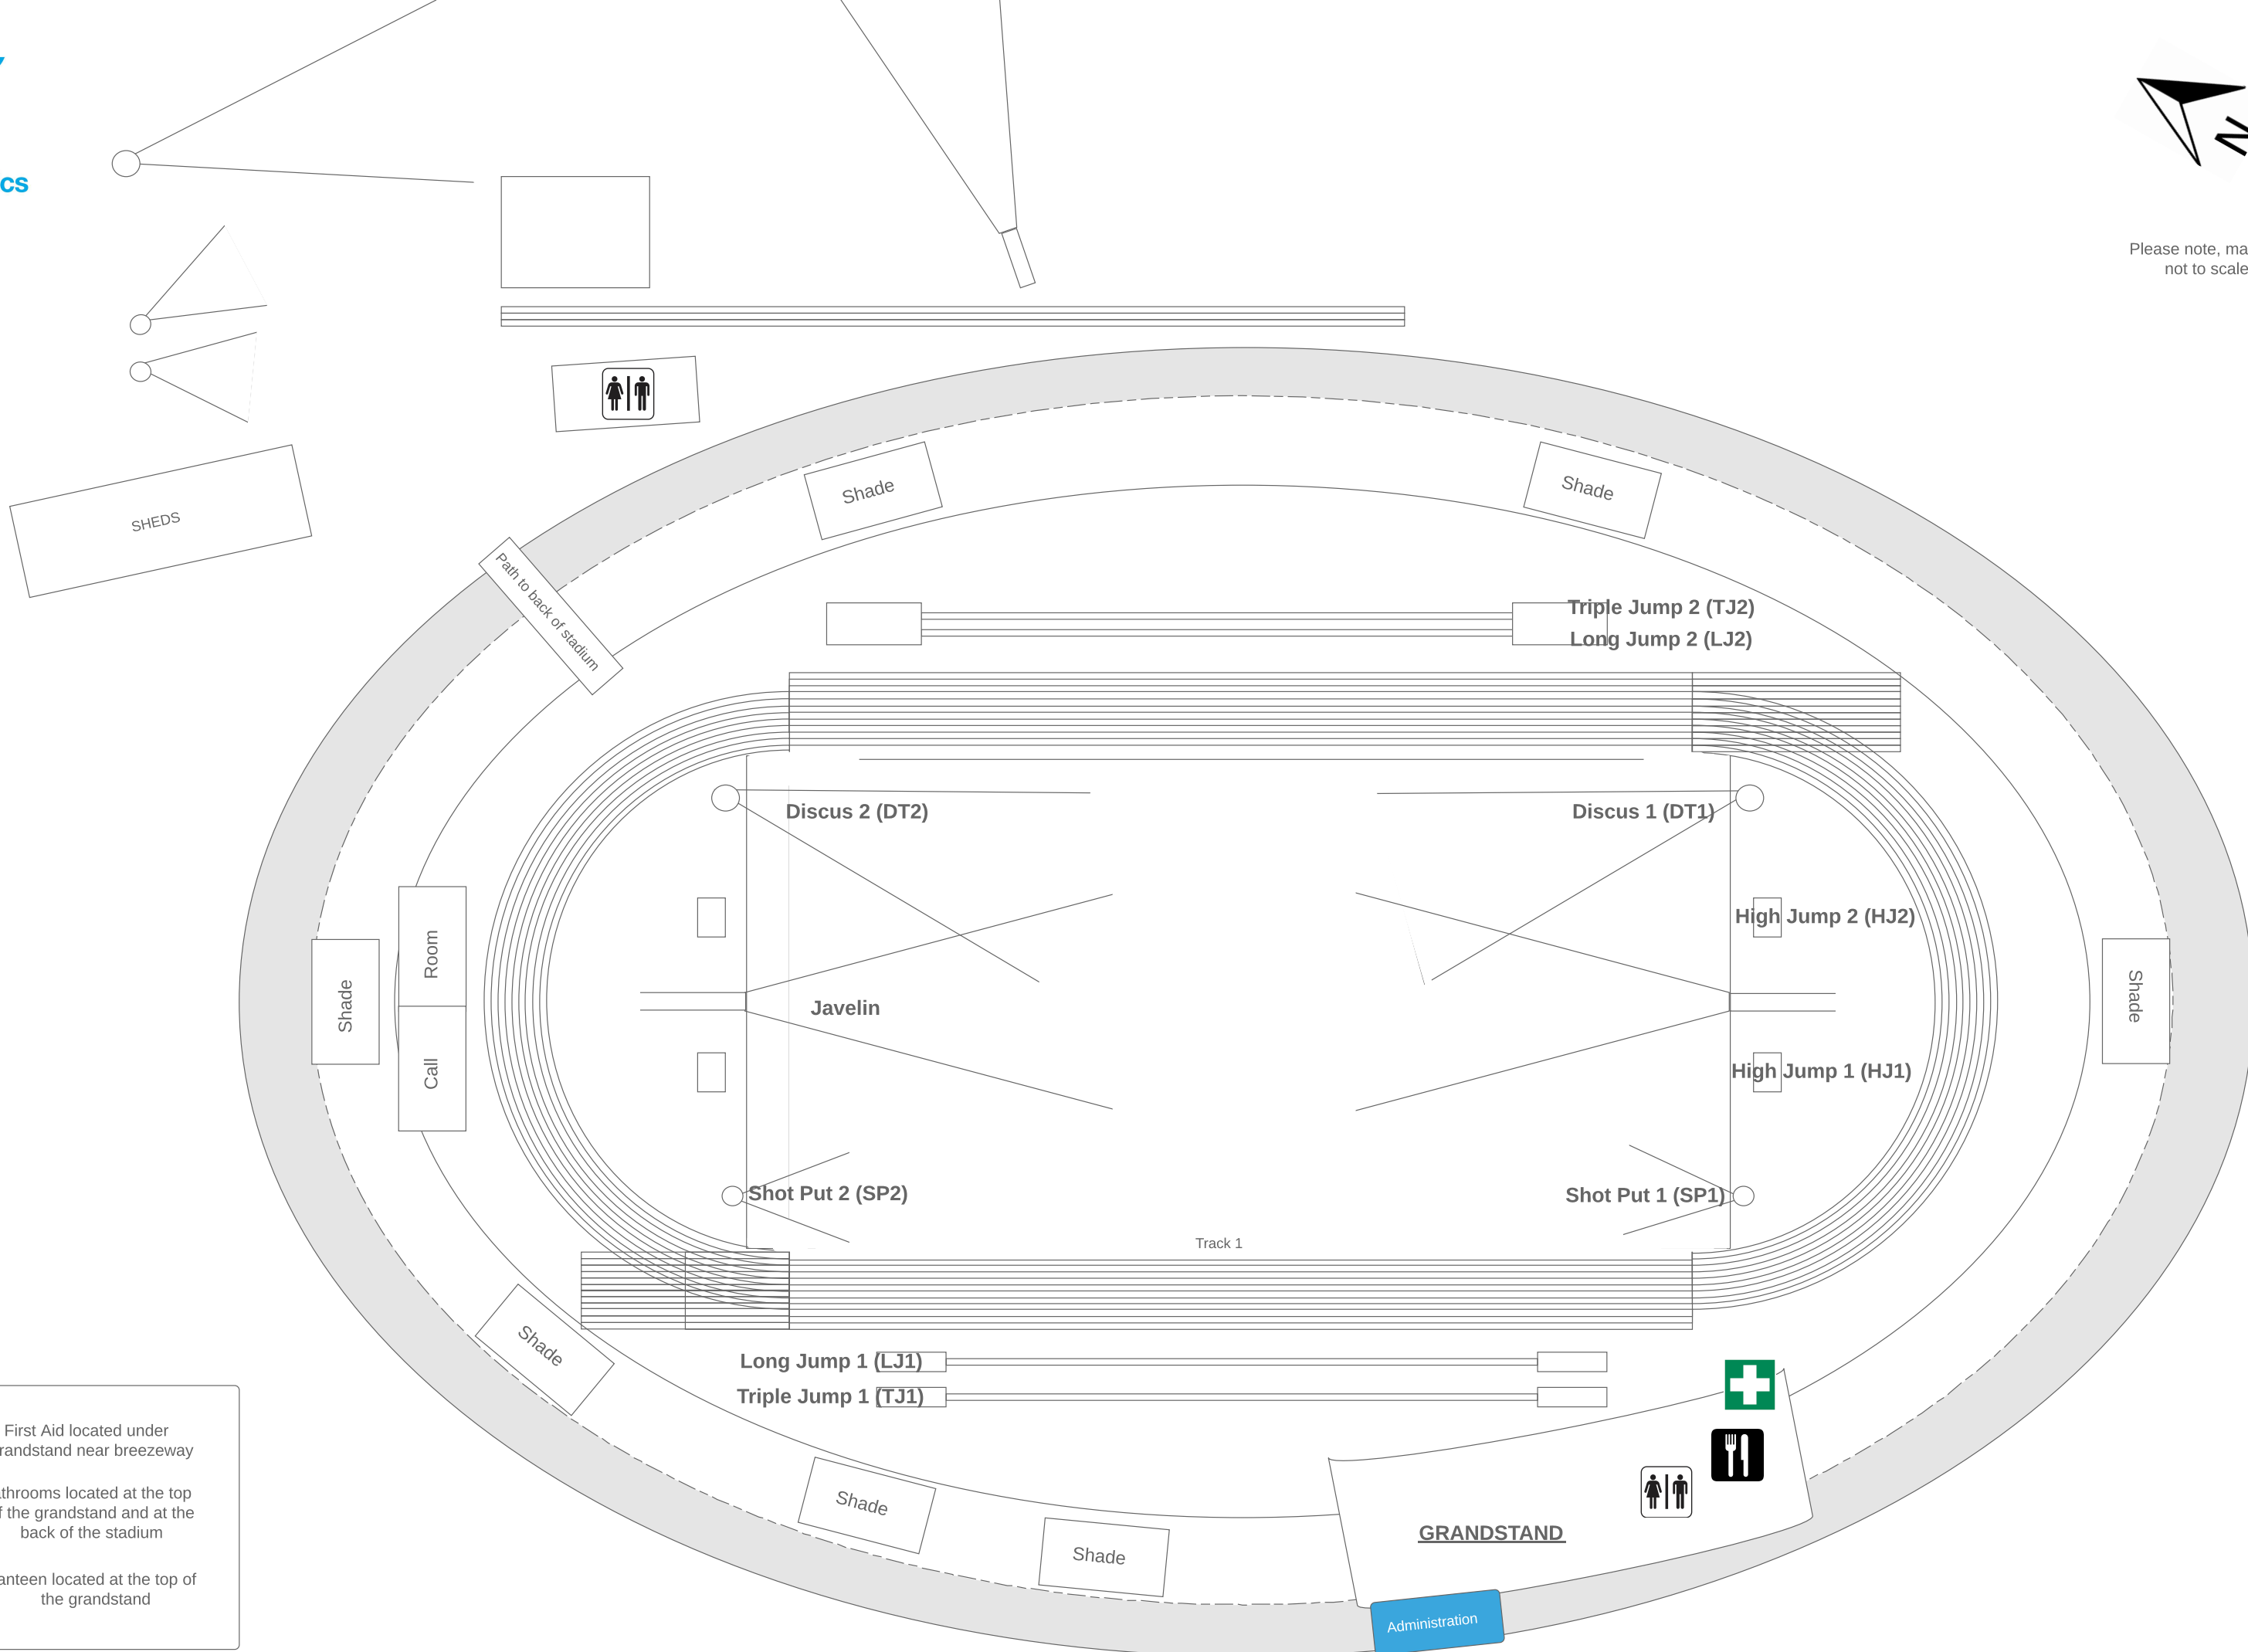 cs
N
Please note, ma
not to scale
Shade
Shade
SHEDS
Path to back of stadium
Triple Jump 2 (TJ2)
Long Jump 2 (LJ2)
Discus 2 (DT2)
Discus 1 (DT1)
High Jump 2 (HJ2)
Room
Shade
Shade
Javelin
Call
High Jump 1 (HJ1)
Shot Put 2 (SP2)
Shot Put 1 (SP1)
Track 1
Shade
Long Jump 1 (LJ1)
Triple Jump 1 (TJ1)
First Aid located under
randstand near breezeway
throoms located at the top
f the grandstand and at the
back of the stadium
anteen located at the top of
the grandstand
Shade
Shade
GRANDSTAND
Administration